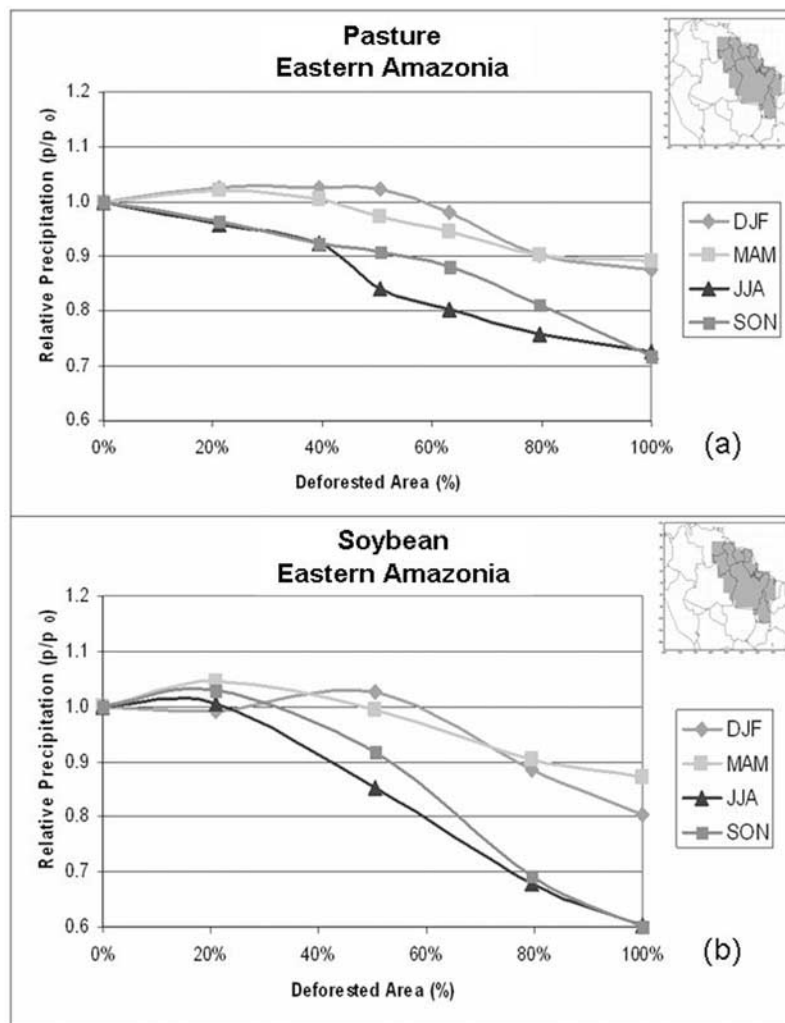 Pasture
Eastern Amazonia
Relative Precipitation (p/p 0)
1.2
1.1
1.0
0.9
0.8
0.7
0.6
0%
20%
40%
60%
80%
100%
Deforested Area (%)
DJF
MAM
JJA
SON
(a)
Soybean
Eastern Amazonia
Relative Precipitation (p/p 0)
1.2
1.1
1.0
0.9
0.8
0.7
0.6
0%
20%
40%
60%
80%
100%
Deforested Area (%)
DJF
MAM
JJA
SON
(b)